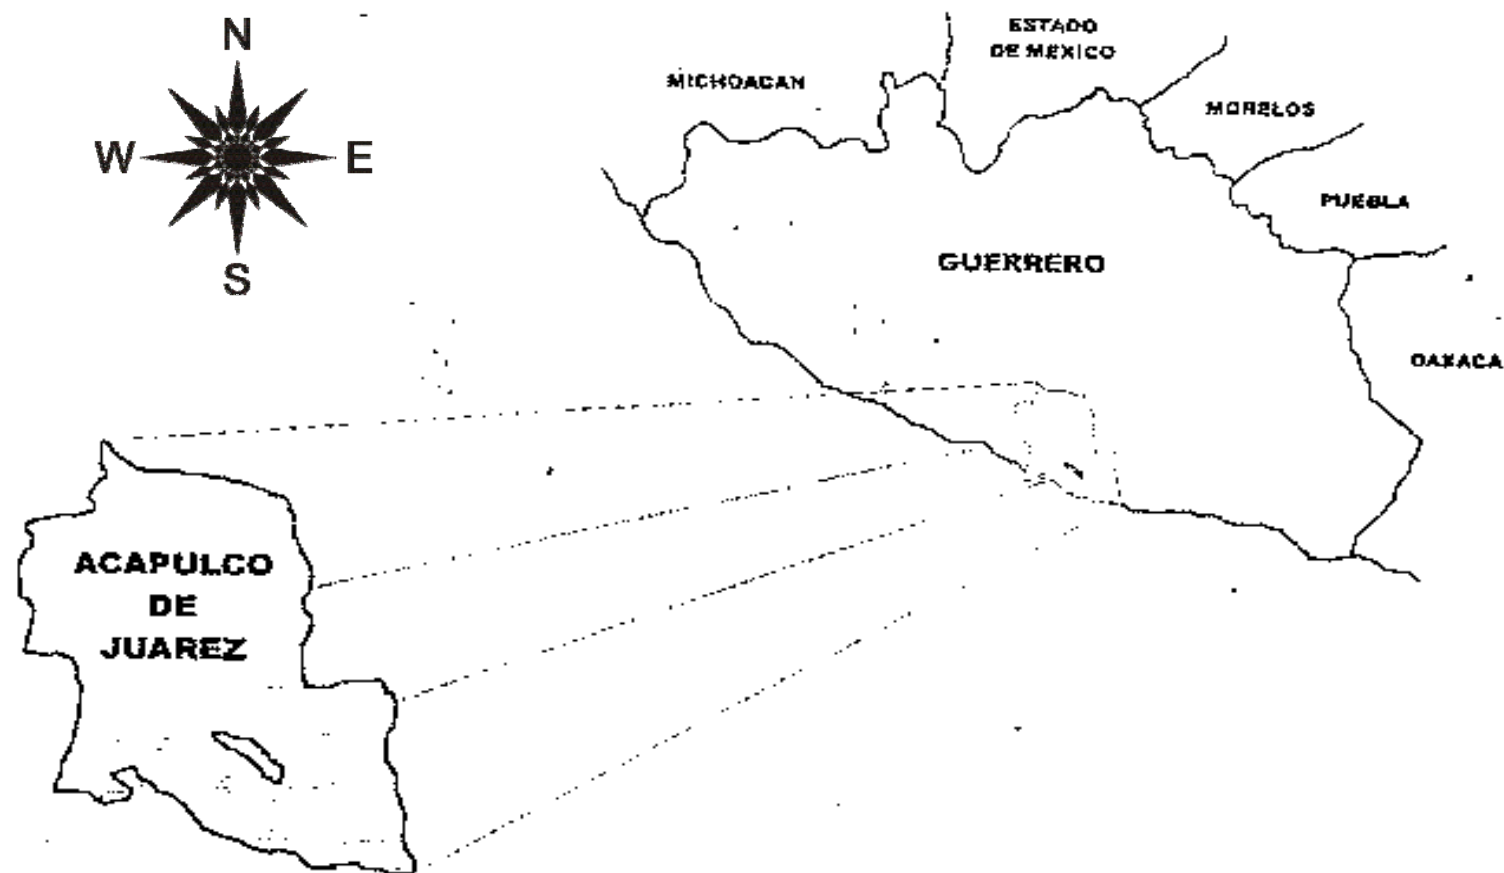 N
W
E
S
MICHOACAN
ESTADO
DE MEXICO
MORELOS
PUEBLA
GUERRERO
OAXACA
ACAPULCO
DE
JUAREZ